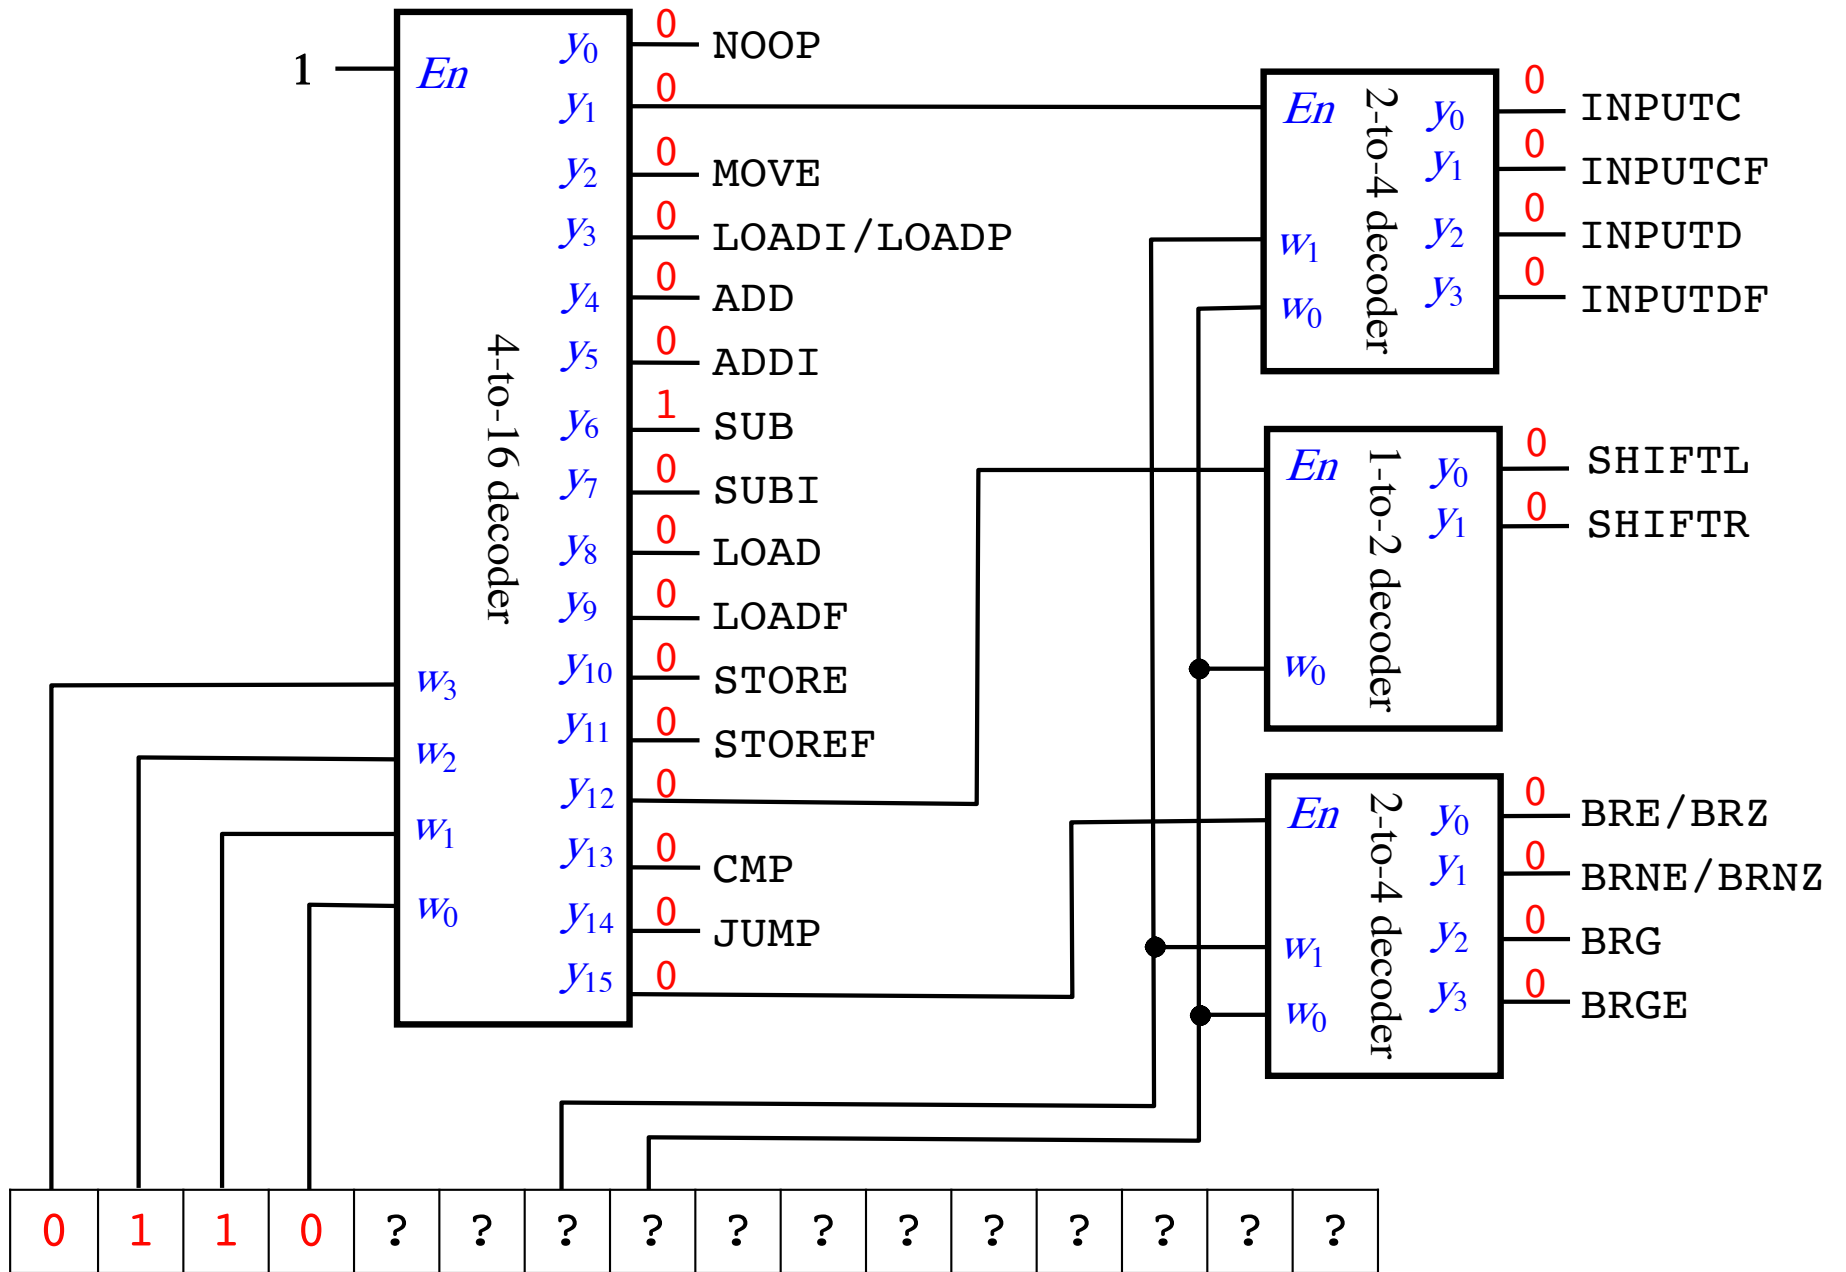 1 En
4-to-16 decoder
w3
w2
w1
w0
y0 0 NOOP
y1 0
y2 0 MOVE
y3 0 LOADI/LOADP
y4 0 ADD
y5 0 ADDI
y6 1 SUB
y7 0 SUBI
y8 0 LOAD
y9 0 LOADF
y10 0 STORE
y11 0 STOREF
y12 0
y13 0 CMP
y14 0 JUMP
y15 0
En
w1
w0
2-to-4 decoder
y0 0 INPUTC
y1 0 INPUTCF
y2 0 INPUTD
y3 0 INPUTDF
En
w0
1-to-2 decoder
y0 0 SHIFTL
y1 0 SHIFTR
En
w1
w0
2-to-4 decoder
y0 0 BRE/BRZ
y1 0 BRNE/BRNZ
y2 0 BRG
y3 0 BRGE
0 1 1 0 ? ? ? ? ? ? ? ? ? ? ? ?